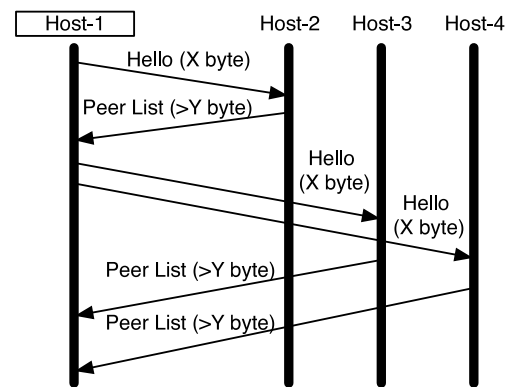 Host-1
Host-2
Host-3
Host-4
Hello (X byte)
Peer List (>Y byte)
Hello
(X byte)
Hello
(X byte)
Peer List (>Y byte)
Peer List (>Y byte)